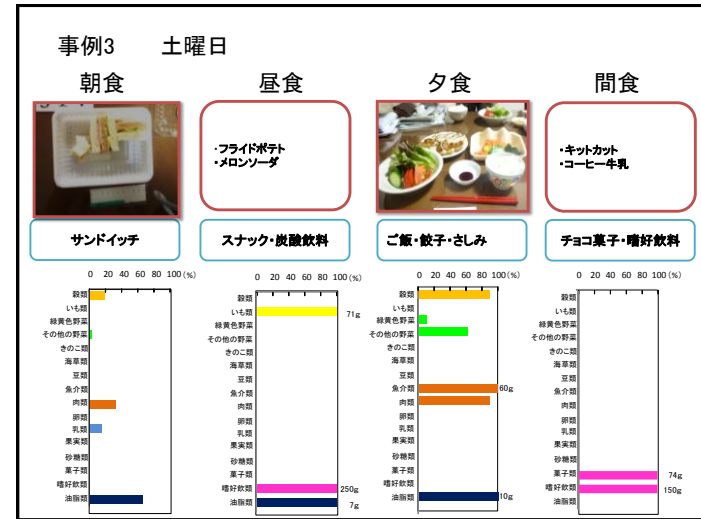 事例3 土曜日
朝食
昼食
夕食
間食
・フライドポテト
・メロンソーダ
・キットカット
・コーヒー牛乳
サンドイッチ
スナック・炭酸飲料
ご飯・餃子・さしみ
チョコ菓子・嗜好飲料
0 20 40 60 80 100 (%)
穀類
いも類
緑黄色野菜
その他の野菜
きのこ類
海草類
豆類
魚介類
肉類
卵類
乳類
果実類
砂糖類
菓子類
嗜好飲類
油脂類
0 20 40 60 80 100 (%)
穀類
いも類 71g
緑黄色野菜
その他の野菜
きのこ類
海草類
豆類
魚介類
肉類
卵類
乳類
果実類
砂糖類
菓子類
嗜好飲類 250g
油脂類 7g
0 20 40 60 80 100 (%)
穀類
いも類
緑黄色野菜
その他の野菜
きのこ類
海草類
豆類
魚介類 60g
肉類
卵類
乳類
果実類
砂糖類
菓子類
嗜好飲類
油脂類 10g
0 20 40 60 80 100 (%)
穀類
いも類
緑黄色野菜
その他の野菜
きのこ類
海草類
豆類
魚介類
肉類
卵類
乳類
果実類
砂糖類
菓子類 74g
嗜好飲類 150g
油脂類